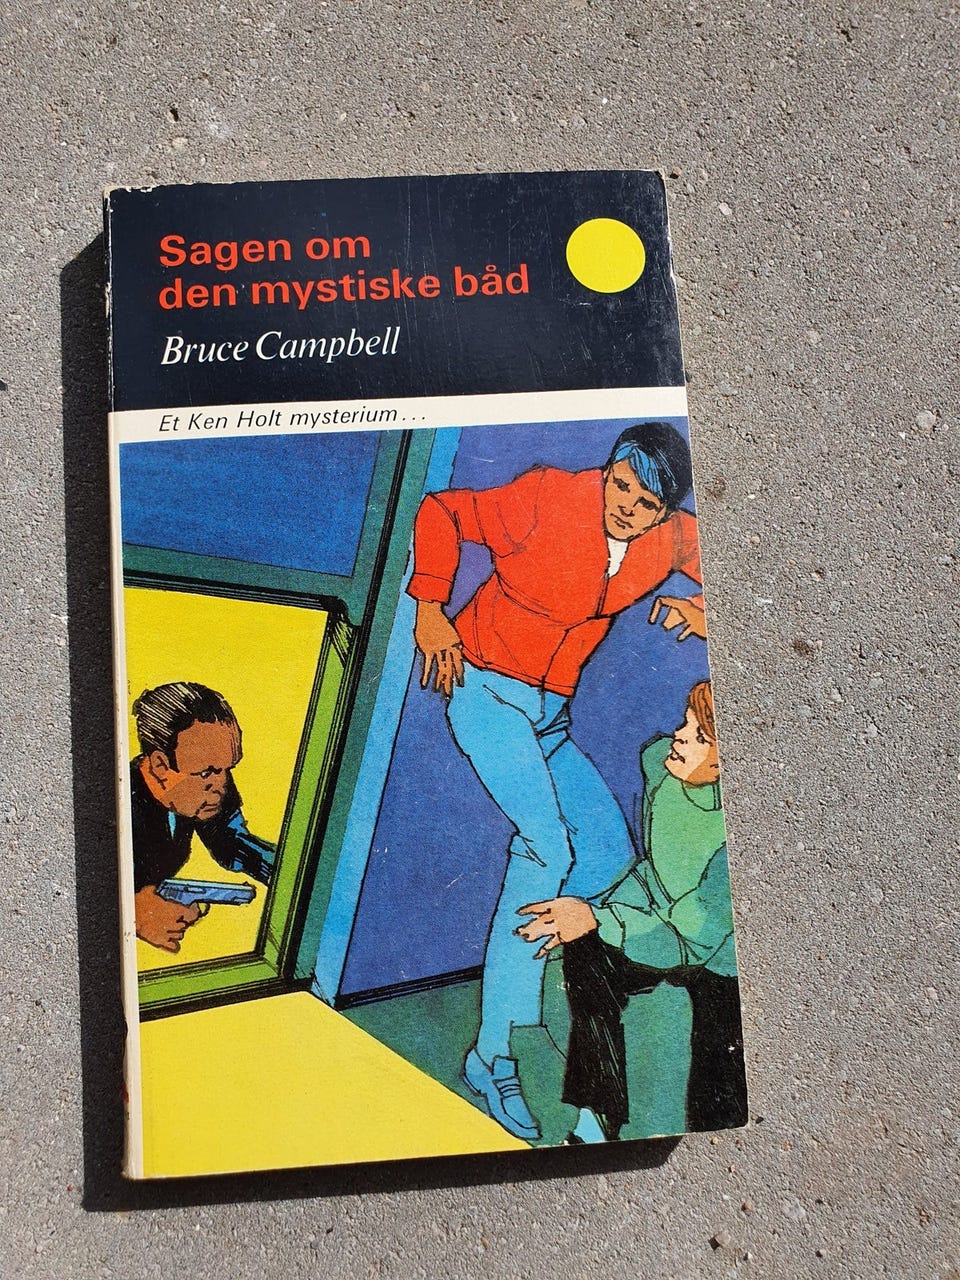 Sagen om
den mystiske båd
Bruce Campbell
Et Ken Holt mysterium...